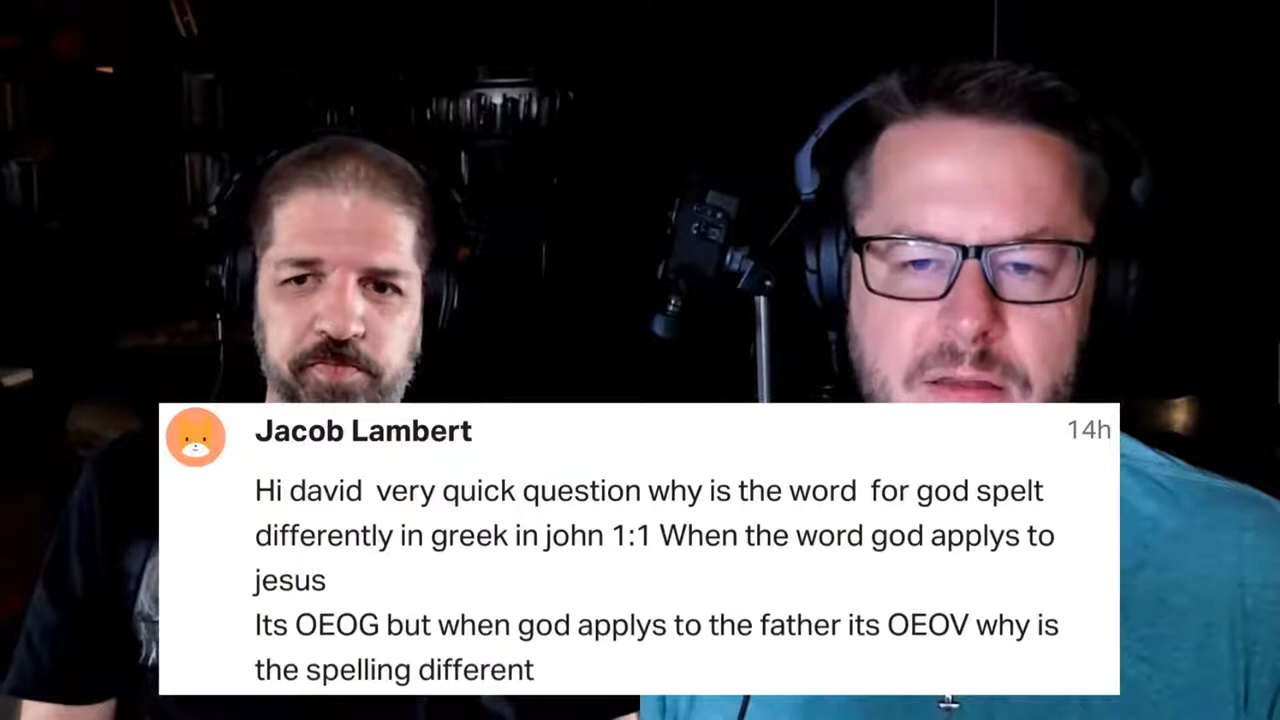 Jacob Lambert
14h
Hi david very quick question why is the word for god spelt
differently in greek in john 1:1 When the word god applys to
jesus
Its OEOG but when god applys to the father its OEOV why is
the spelling different